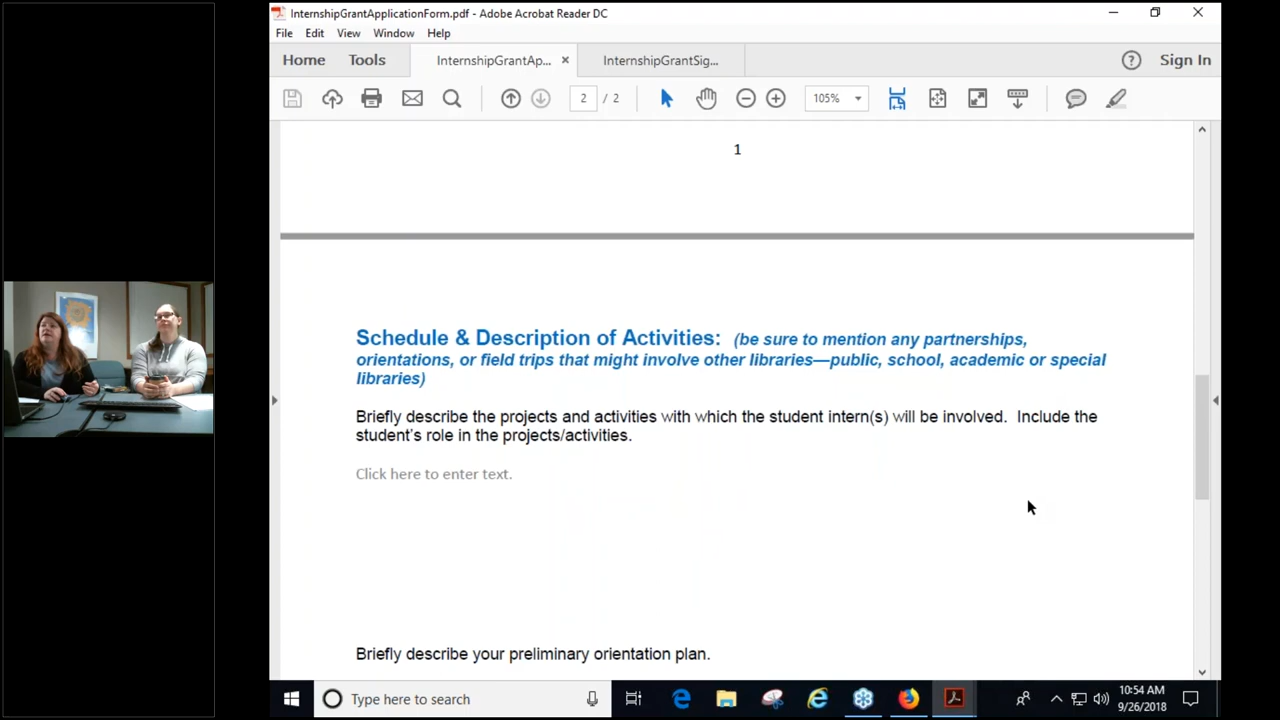 InternshipGrantApplicationForm.pdf - Adobe Acrobat Reader DC
File Edit View Window Help
Home Tools InternshipGrantAp... × InternshipGrantSig... ? Sign In
2 / 2 105%
1
Schedule & Description of Activities: (be sure to mention any partnerships,
orientations, or field trips that might involve other libraries—public, school, academic or special
libraries)
Briefly describe the projects and activities with which the student intern(s) will be involved. Include the
student's role in the projects/activities.
Click here to enter text.
Briefly describe your preliminary orientation plan.
Type here to search
10:54 AM
9/26/2018